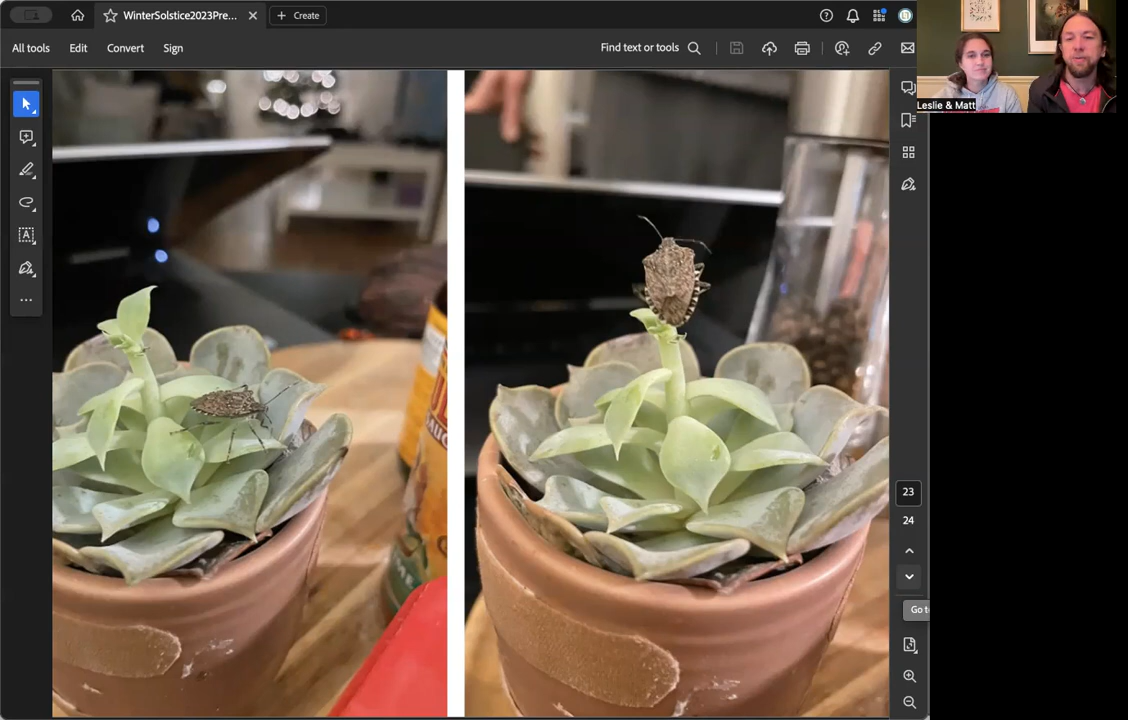 WinterSolstice2023Pre...
Create
All tools
Edit
Convert
Sign
Find text or tools
Leslie & Matt
23
24